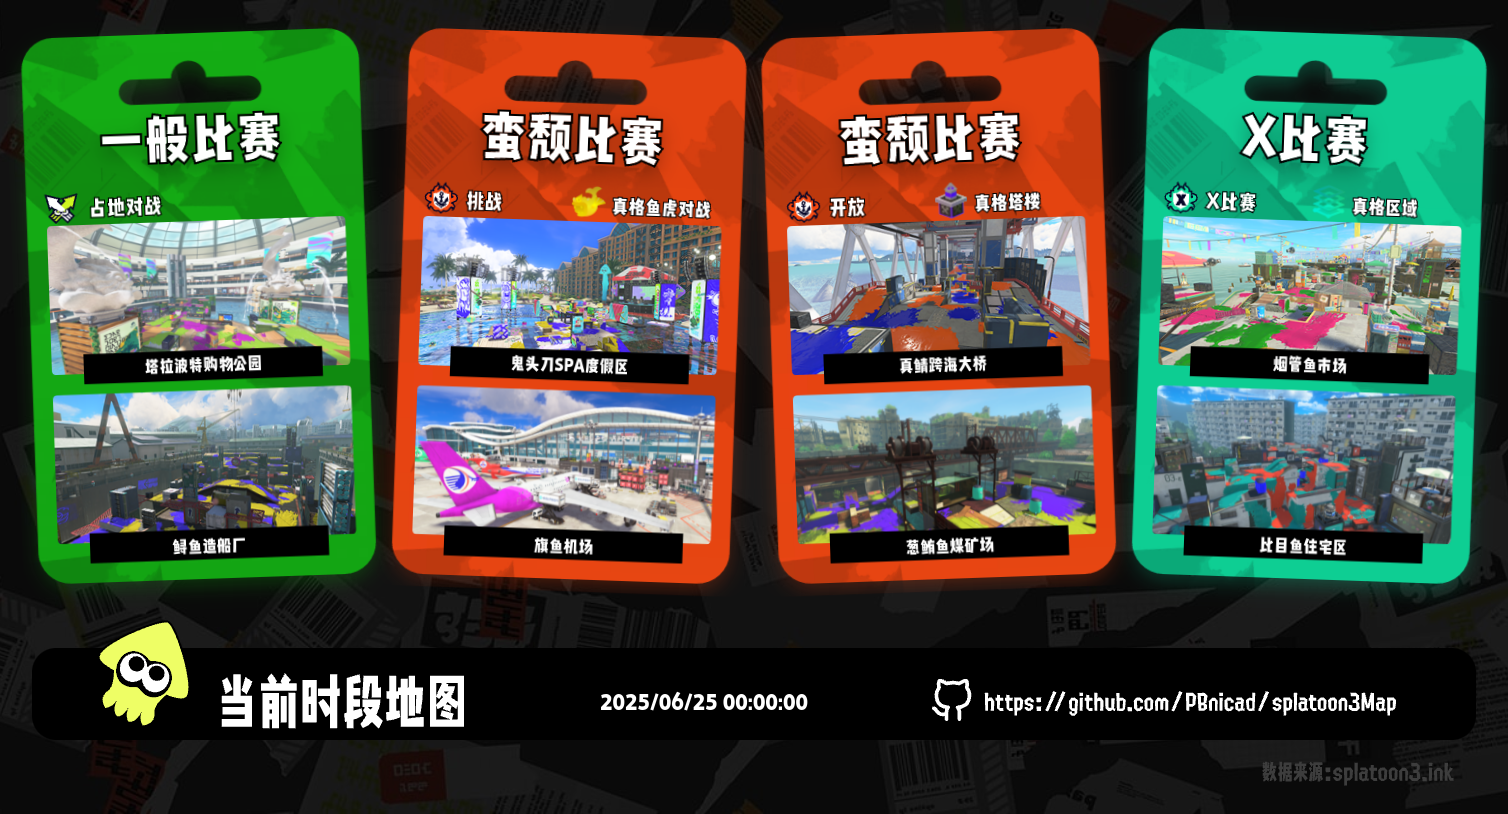 一般比赛
占地对战
塔拉波特购物公园
鲟鱼造船厂
蛮颓比赛
挑战
真格鱼虎对战
鬼头刀SPA度假区
旗鱼机场
蛮颓比赛
开放
真格塔楼
真鲭跨海大桥
葱鲔鱼煤矿场
X比赛
X比赛
真格区域
烟管鱼市场
比目鱼住宅区
当前时段地图
2025/06/25 00:00:00
https://github.com/PBnicad/splatoon3Map
数据来源:splatoon3.ink